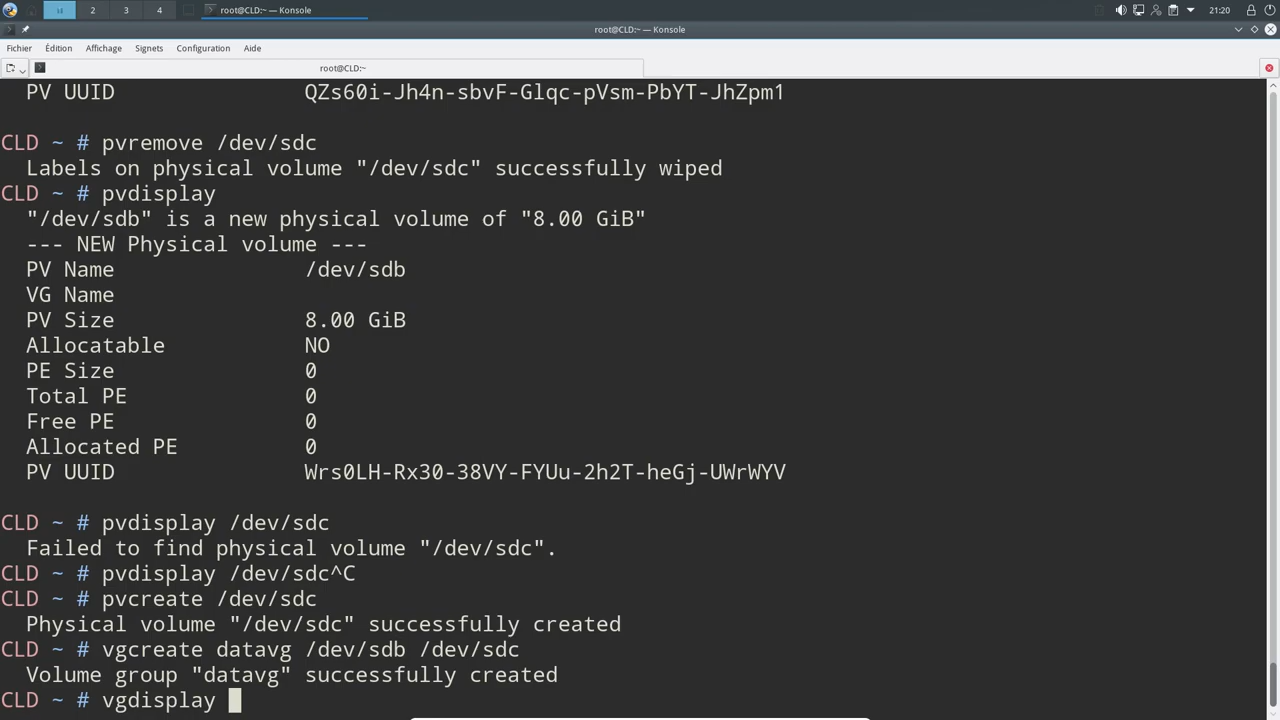 2
3
4
root@CLD:~ — Konsole
21:20
root@CLD:~ — Konsole
Fichier Édition Affichage Signets Configuration Aide
root@CLD:~
PV UUID QZs60i-Jh4n-sbvF-Glqc-pVsm-PbYT-JhZpm1
CLD ~ # pvremove /dev/sdc
Labels on physical volume "/dev/sdc" successfully wiped
CLD ~ # pvdisplay
"/dev/sdb" is a new physical volume of "8.00 GiB"
--- NEW Physical volume ---
PV Name /dev/sdb
VG Name
PV Size 8.00 GiB
Allocatable NO
PE Size 0
Total PE 0
Free PE 0
Allocated PE 0
PV UUID Wrs0LH-Rx30-38VY-FYUu-2h2T-heGj-UWrWYV
CLD ~ # pvdisplay /dev/sdc
Failed to find physical volume "/dev/sdc".
CLD ~ # pvdisplay /dev/sdc^C
CLD ~ # pvcreate /dev/sdc
Physical volume "/dev/sdc" successfully created
CLD ~ # vgcreate datavg /dev/sdb /dev/sdc
Volume group "datavg" successfully created
CLD ~ # vgdisplay